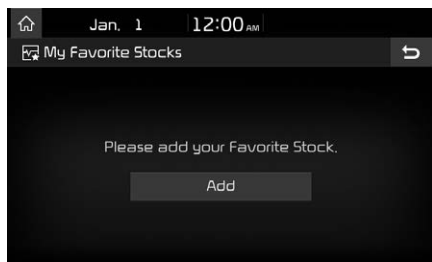 Jan. 1 12:00 AM
My Favorite Stocks
Please add your Favorite Stock.
Add